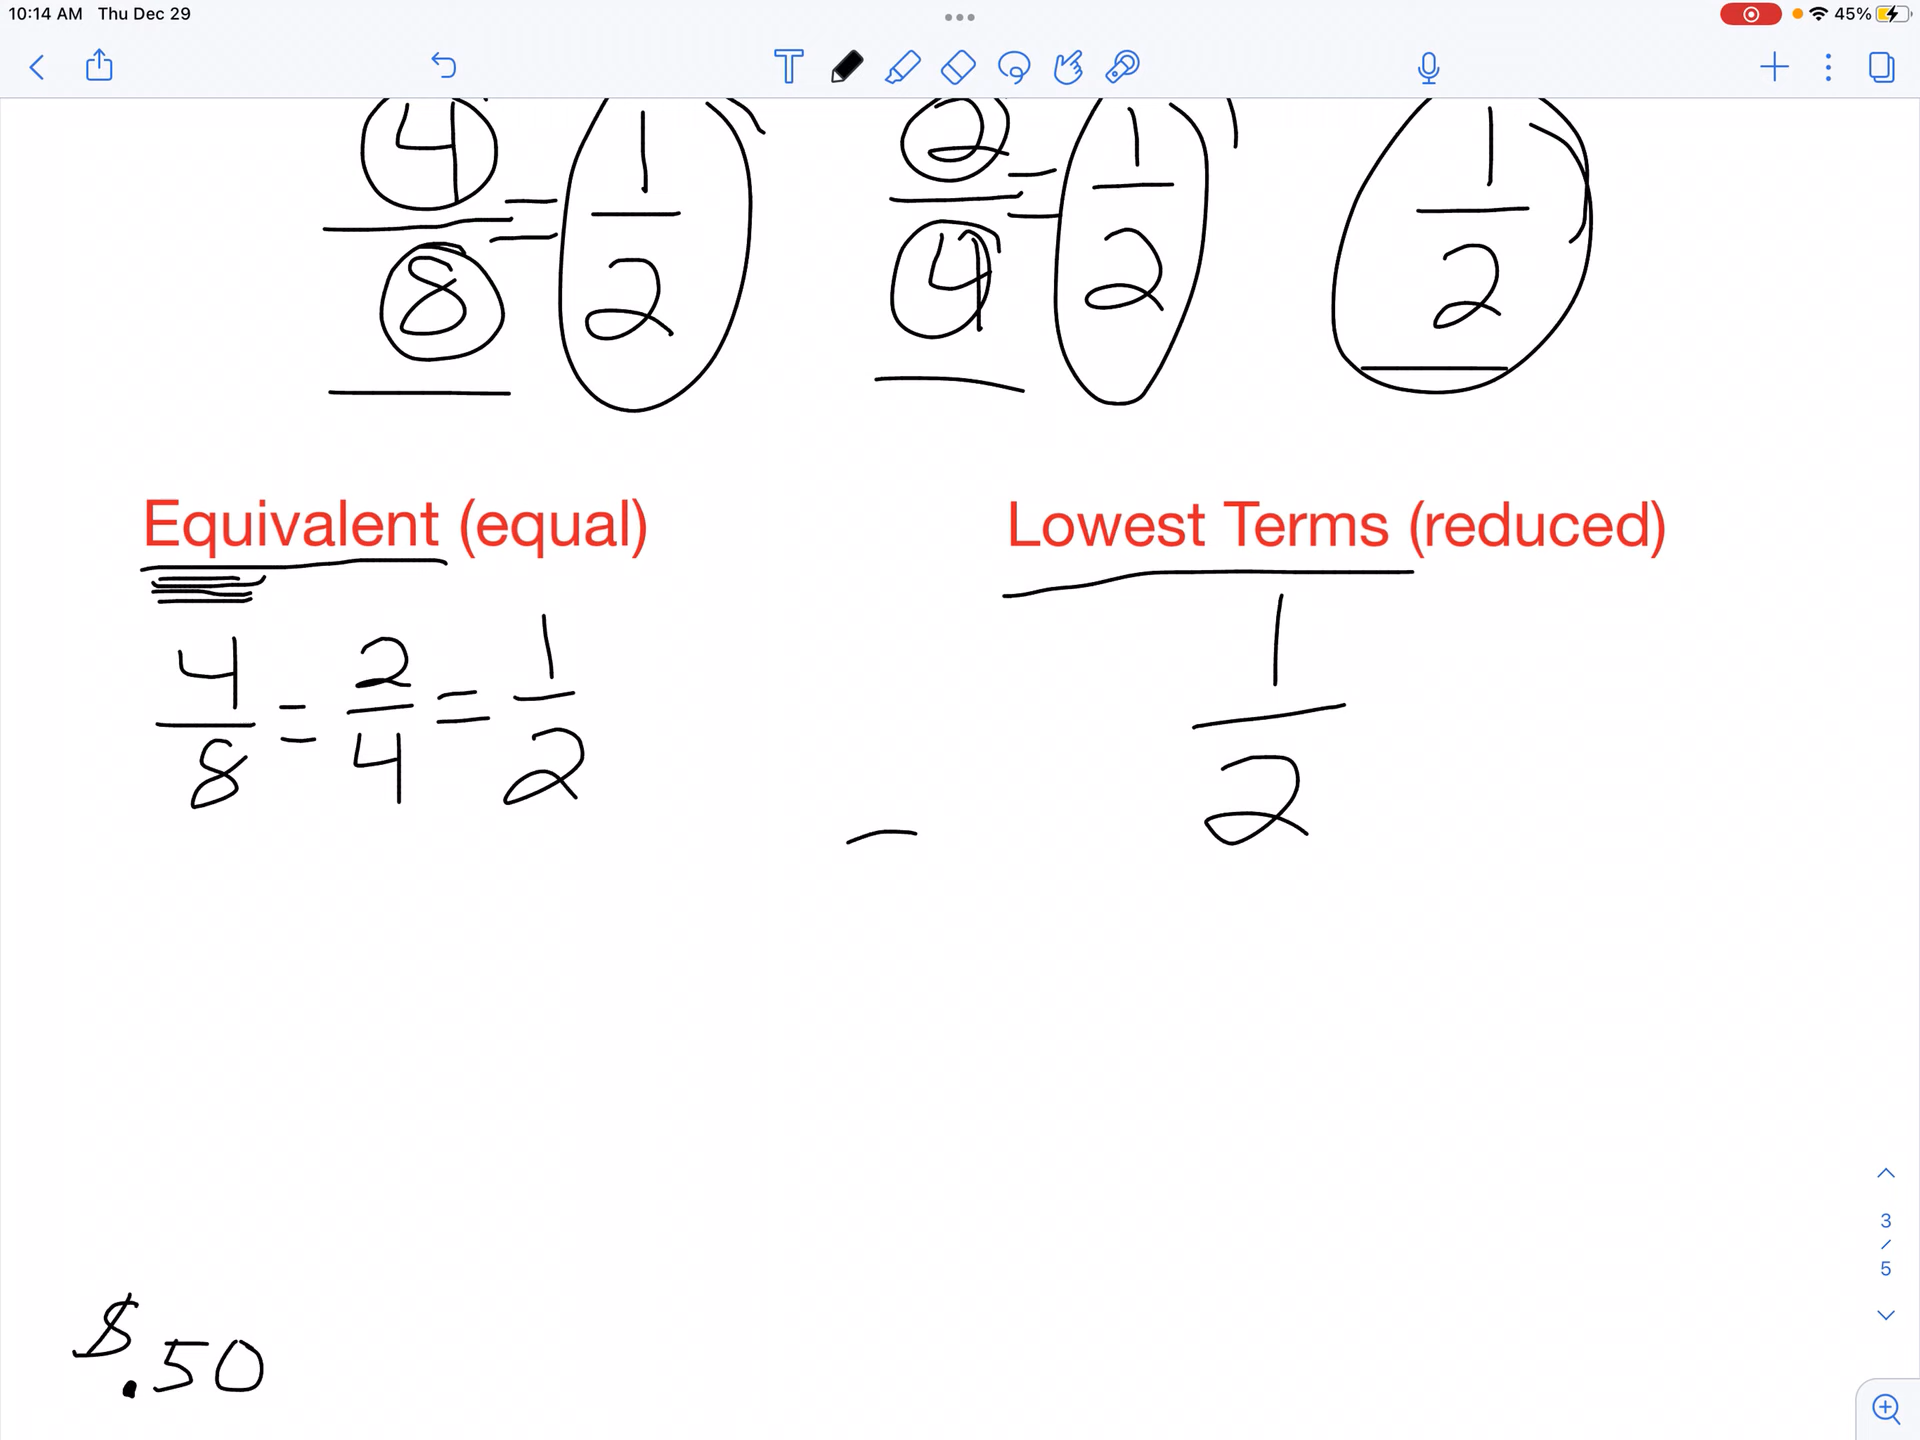 10:14 AM Thu Dec 29 45%
4/8 = 1/2 2/4 = 1/2 1/2
Equivalent (equal) Lowest Terms (reduced)
4/8 = 2/4 = 1/2 1/2
3
/
5
$.50